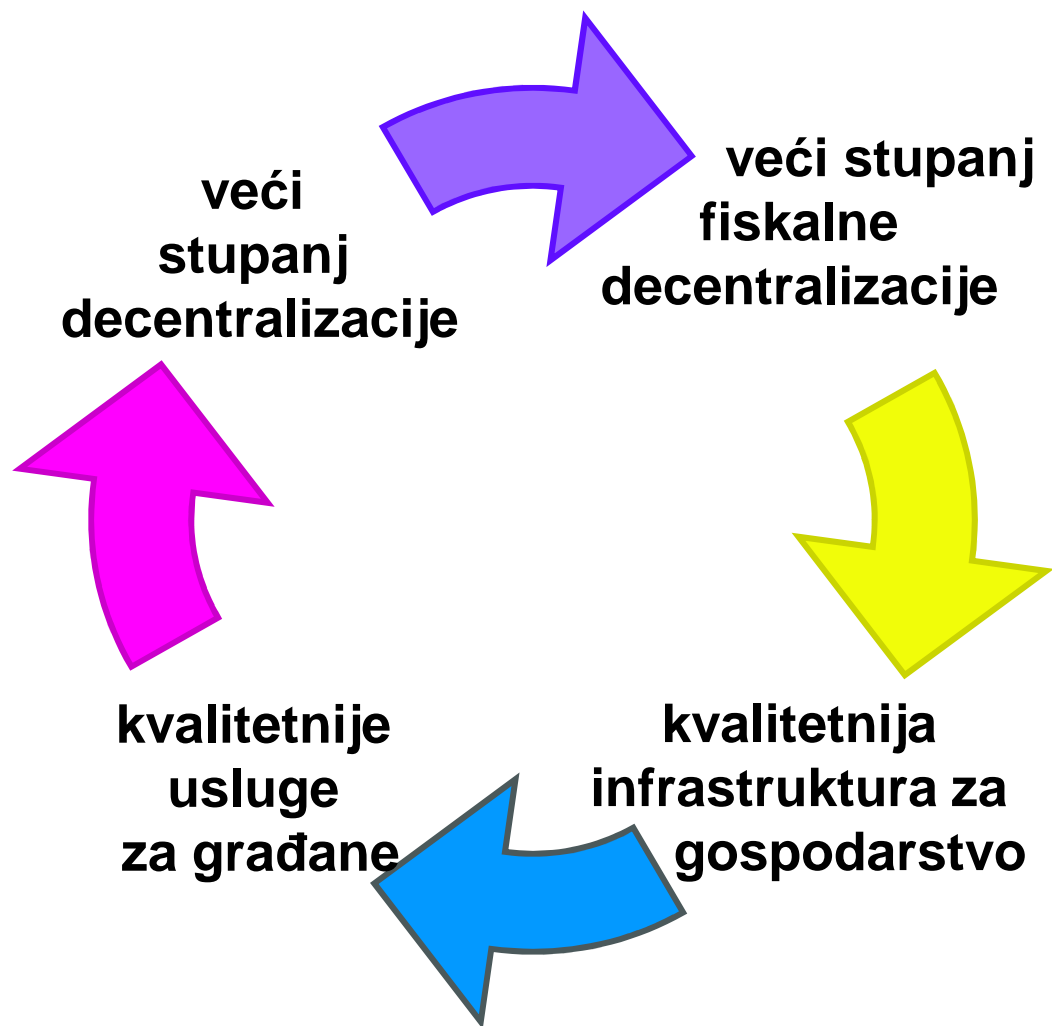 veći
stupanj
decentralizacije
veći stupanj
fiskalne
decentralizacije
kvalitetnija
infrastruktura za
gospodarstvo
kvalitetnije
usluge
za građane